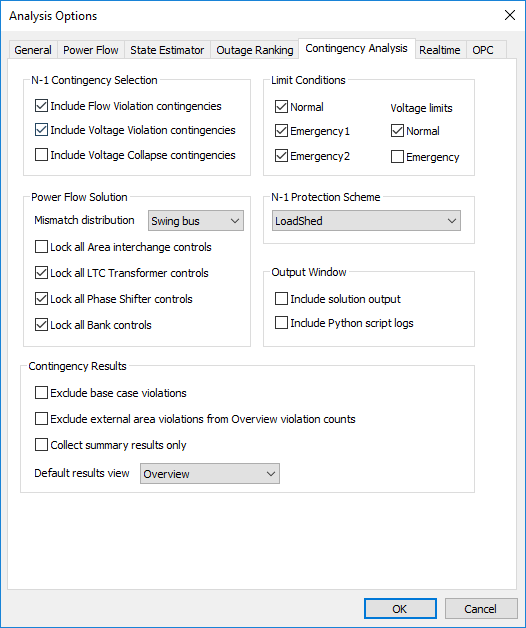 Analysis Options
General Power Flow State Estimator Outage Ranking Contingency Analysis Realtime OPC
N-1 Contingency Selection
Include Flow Violation contingencies
Include Voltage Violation contingencies
Include Voltage Collapse contingencies
Limit Conditions
Normal
Emergency1
Emergency2
Voltage limits
Normal
Emergency
Power Flow Solution
Mismatch distribution Swing bus
Lock all Area interchange controls
Lock all LTC Transformer controls
Lock all Phase Shifter controls
Lock all Bank controls
N-1 Protection Scheme
LoadShed
Output Window
Include solution output
Include Python script logs
Contingency Results
Exclude base case violations
Exclude external area violations from Overview violation counts
Collect summary results only
Default results view Overview
OK Cancel